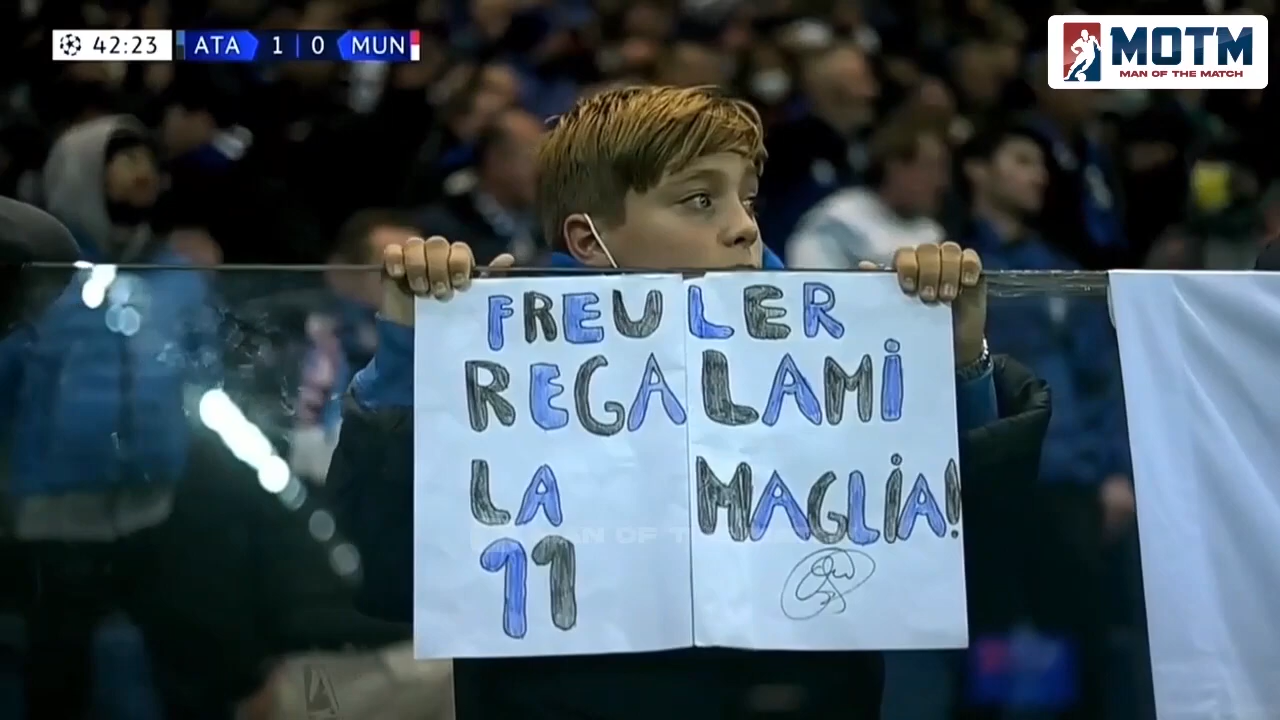 42:23 ATA 1 0 MUN
MOTM
MAN OF THE MATCH
FREULER
REGALAMI
LA MAGLIA!
11